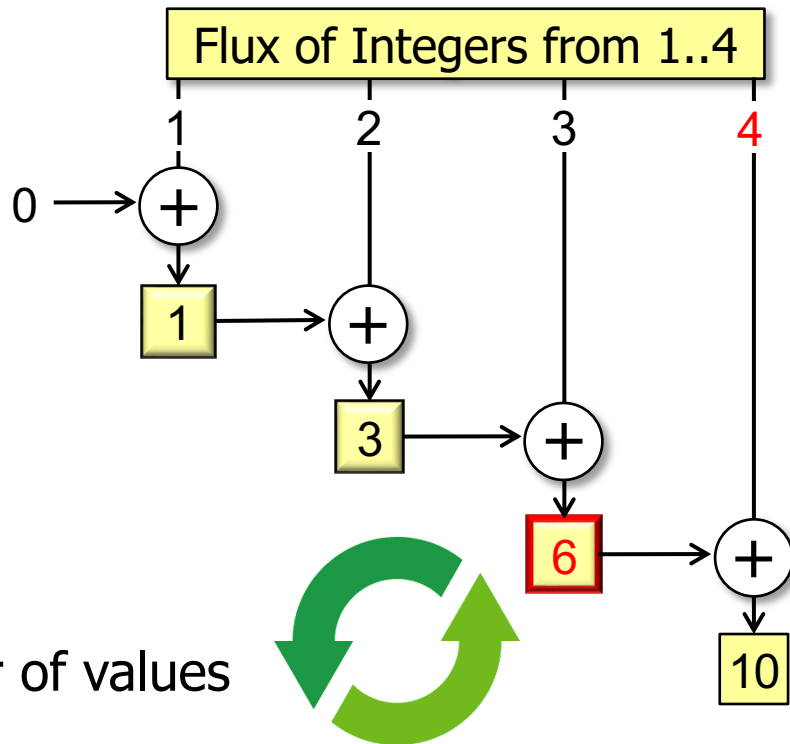 Flux of Integers from 1..4
1 2 3 4
0 +
1 +
3 +
6 +
r of values
10